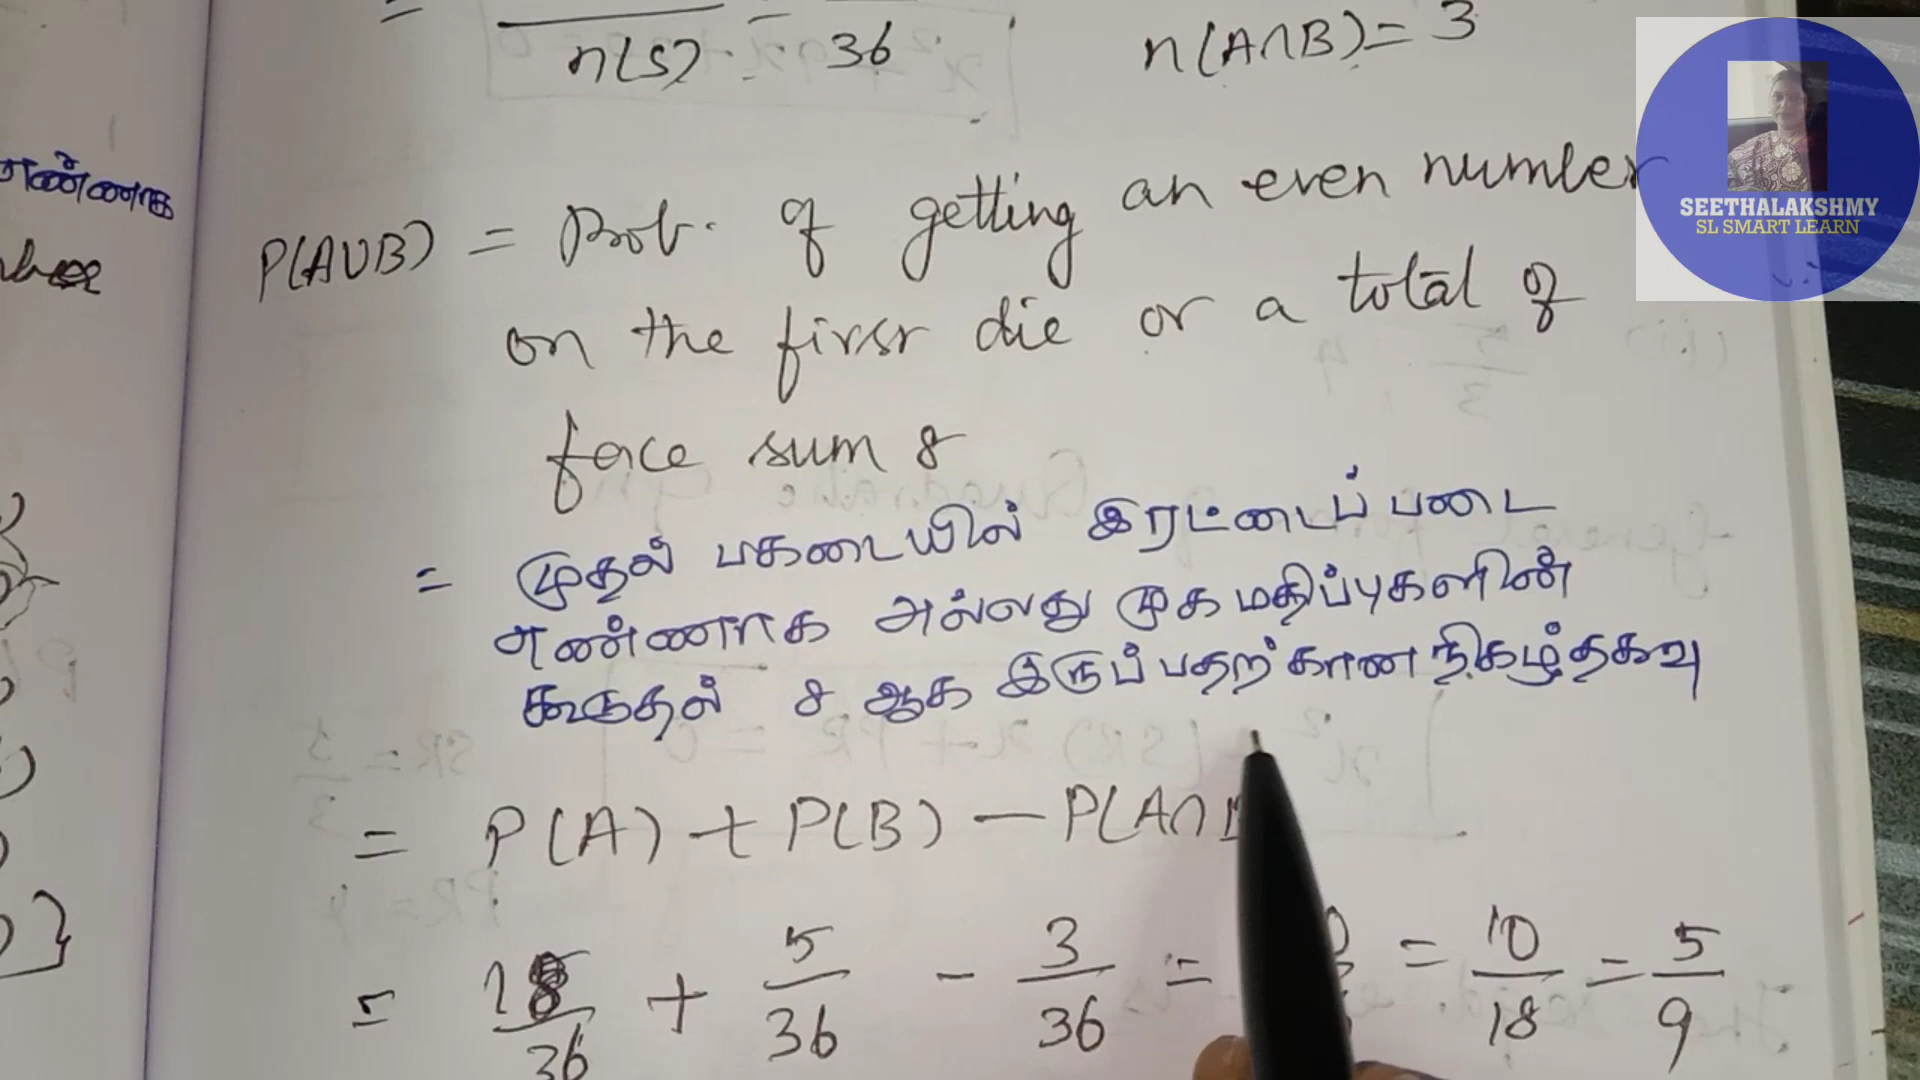 n(S) = 36
n(A∩B) = 3
P(A∪B) = Prob. of getting an even number
on the first die or a total of
face sum 8
= முதல் பகடையில் இரட்டைப் படை
எண்ணாக அல்லது முக மதிப்புகளின்
கூடுதல் 8 ஆக இருப்பதற்கான நிகழ்தகவு
= P(A) + P(B) − P(A∩
= 18/36 + 5/36 − 3/36 = = 10/18 = 5/9
எண்ணாக
SEETHALAKSHMY
SL SMART LEARN